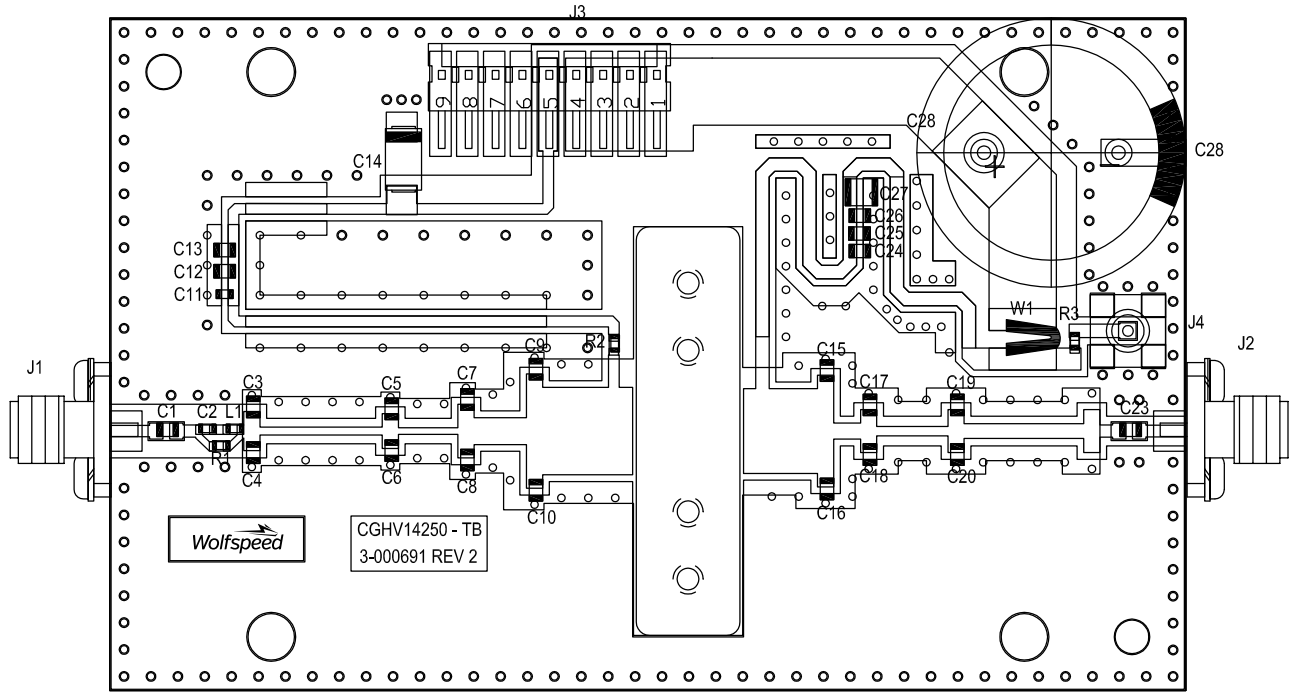 J3
9 8 7 6 5 4 3 2 1
C14
C28
C28
C27
C26
C25
C24
C13
C12
C11
W1
R3
J4
R2
C9
C15
J1
J2
C3
C5
C7
C17
C19
C1
C2
L1
R1
C23
C4
C6
C8
C10
C16
C18
C20
Wolfspeed
CGHV14250 - TB
3-000691 REV 2